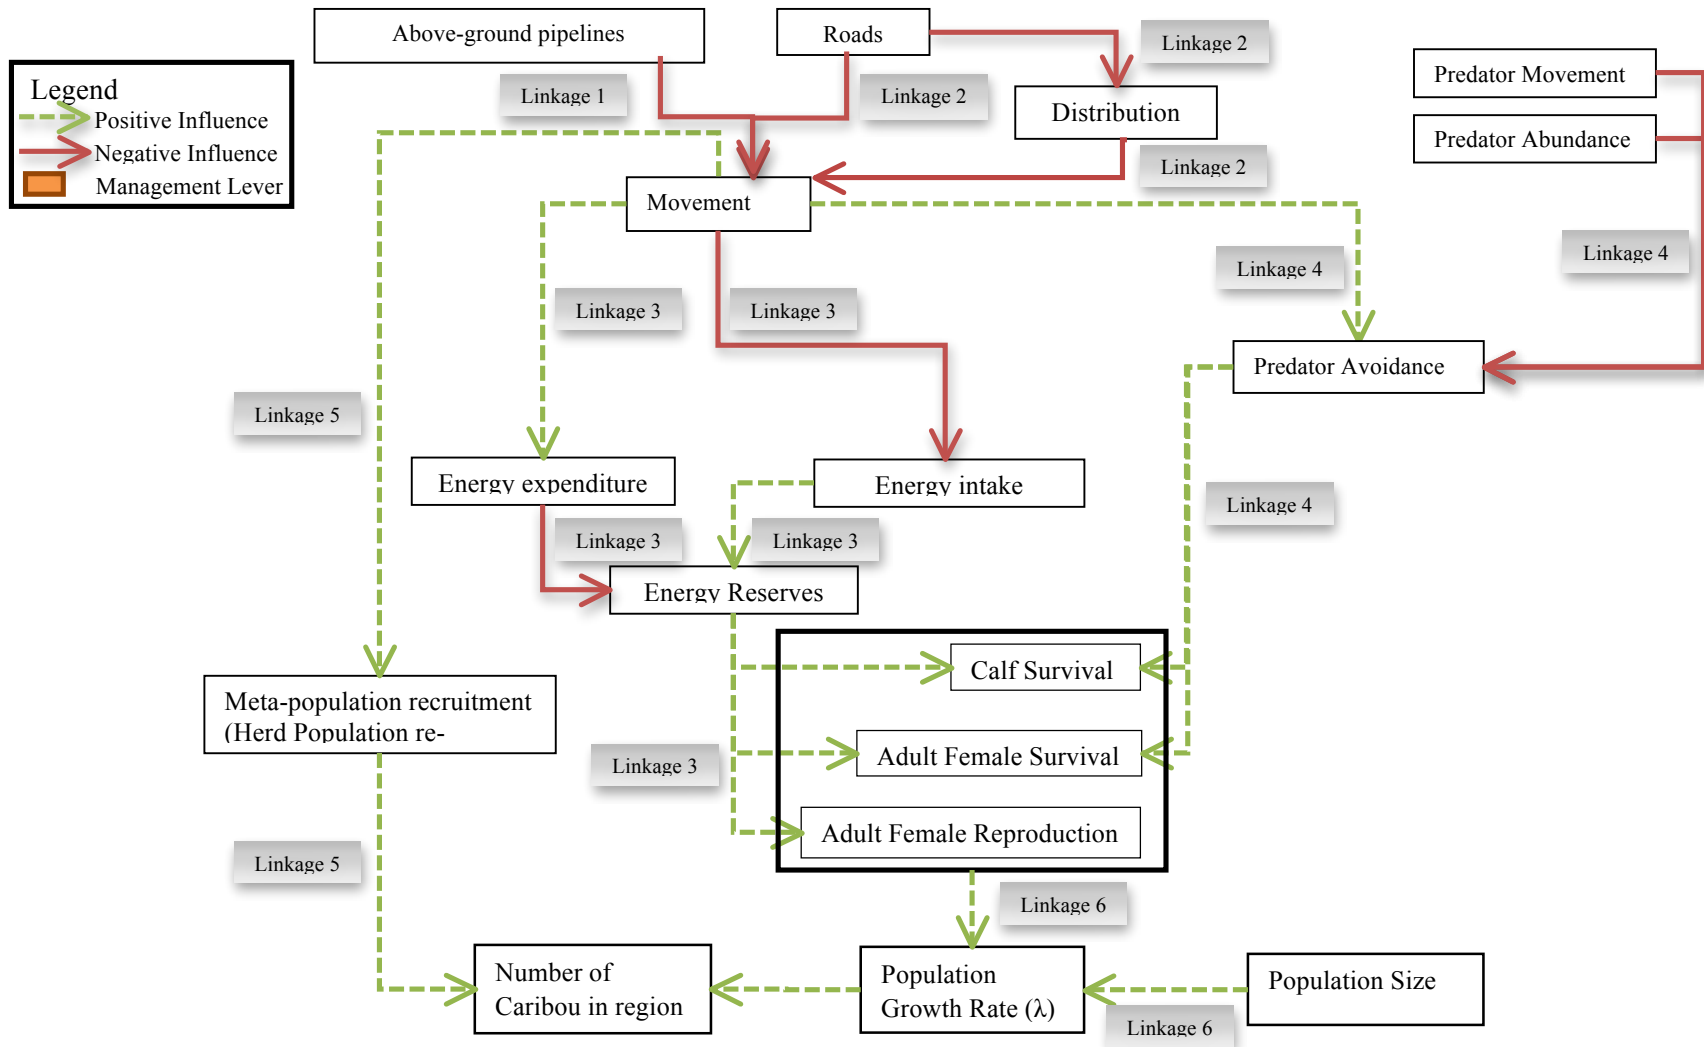 Above-ground pipelines
Roads
Linkage 2
Predator Movement
Legend
Positive Influence
Negative Influence
Management Lever
Linkage 1
Linkage 2
Distribution
Predator Abundance
Linkage 2
Movement
Linkage 4
Linkage 4
Linkage 3
Linkage 3
Predator Avoidance
Linkage 5
Energy expenditure
Energy intake
Linkage 4
Linkage 3
Linkage 3
Energy Reserves
Calf Survival
Meta-population recruitment
(Herd Population re-
Adult Female Survival
Linkage 3
Adult Female Reproduction
Linkage 5
Linkage 6
Number of
Caribou in region
Population
Growth Rate (λ)
Population Size
Linkage 6